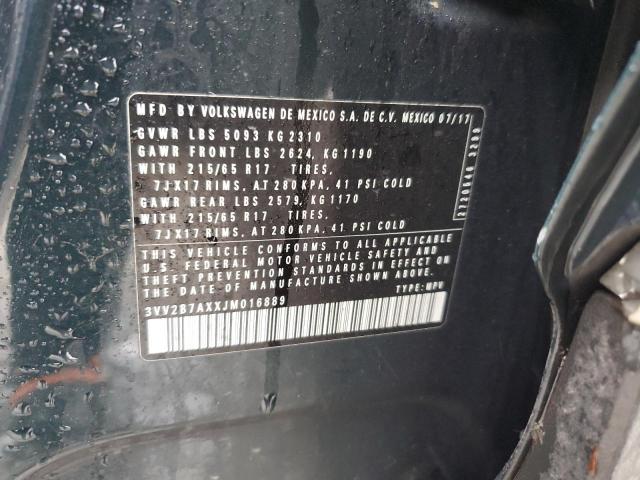 MFD BY VOLKSWAGEN DE MEXICO S.A. DE C.V. MEXICO 07/17
GVWR LBS 5093 KG 2310
GAWR FRONT LBS 2624, KG 1190
WITH 215/65 R17 TIRES,
7JX17 RIMS, AT 280 KPA, 41 PSI COLD
GAWR REAR LBS 2579, KG 1170
WITH 215/65 R17 TIRES.
7JX17 RIMS, AT 280 KPA, 41 PSI COLD
THIS VEHICLE CONFORMS TO ALL APPLICABLE
U.S. FEDERAL MOTOR VEHICLE SAFETY AND
THEFT PREVENTION STANDARDS IN EFFECT ON
THE DATE OF MANUFACTURE SHOWN ABOVE.
3VV2B7AXXJM016889 TYPE: MPV
3200